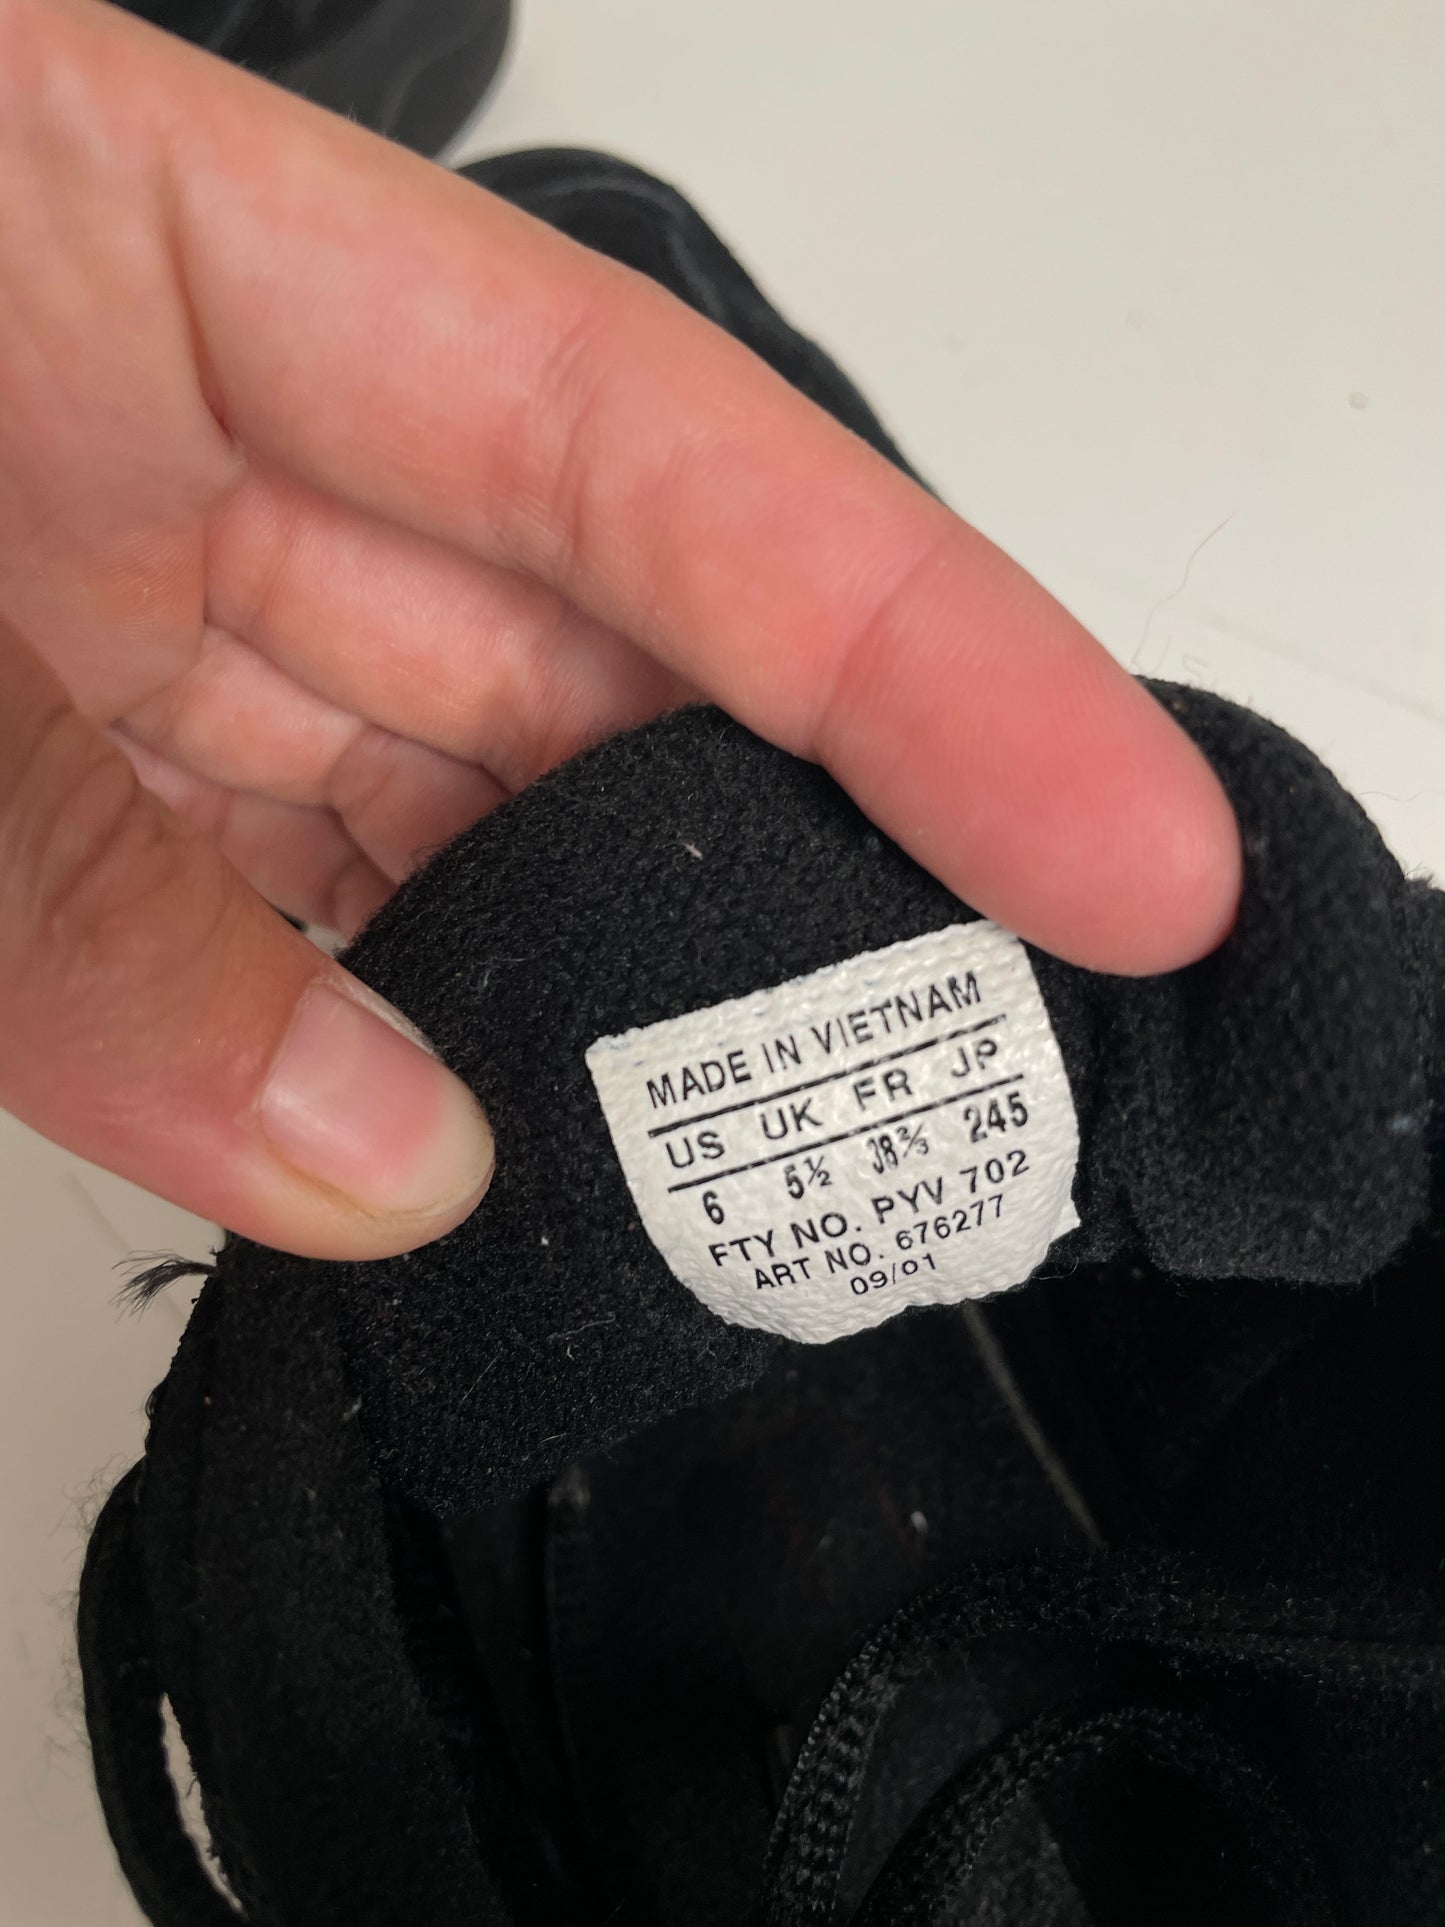 MADE IN VIETNAM
US UK FR JP
6 5½ 38⅔ 245
FTY NO. PYV 702
ART NO. 676277
09/01